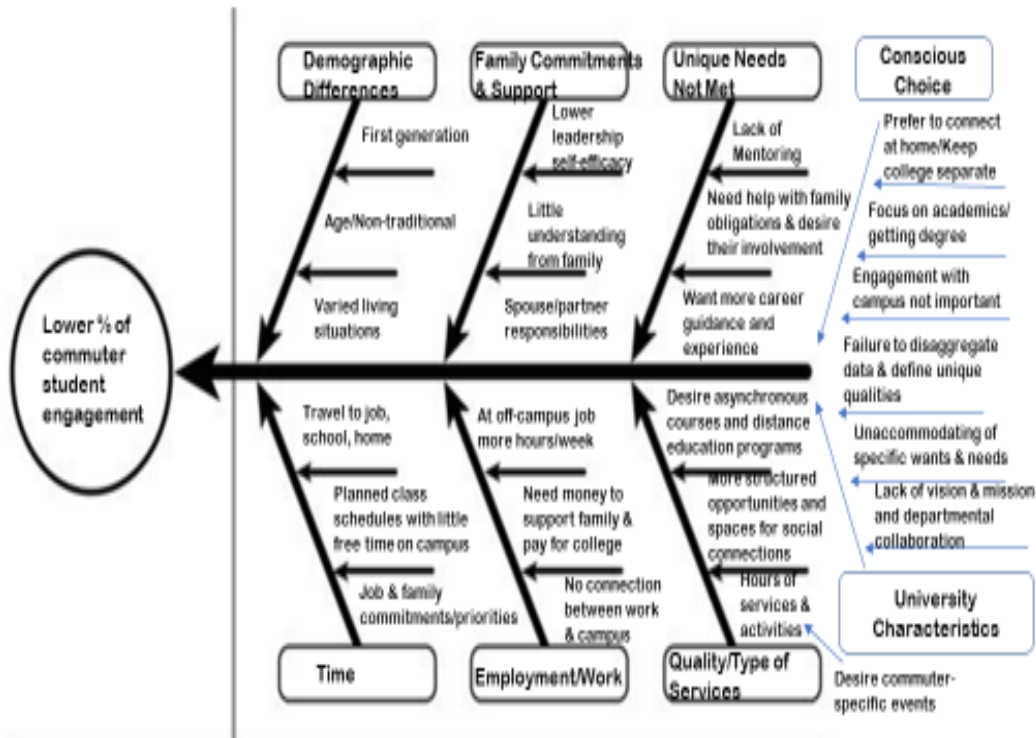 Demographic
Differences
First generation
Age/Non-traditional
Varied living
situations
Family Commitments
& Support
Lower
leadership
self-efficacy
Little
understanding
from family
Spouse/partner
responsibilities
Unique Needs
Not Met
Lack of
Mentoring
Need help with family
obligations & desire
their involvement
Want more career
guidance and
experience
Conscious
Choice
Prefer to connect
at home/Keep
college separate
Focus on academics/
getting degree
Engagement with
campus not important
Lower % of
commuter
student
engagement
Travel to job,
school, home
Planned class
schedules with little
free time on campus
Job & family
commitments/priorities
Time
At off-campus job
more hours/week
Need money to
support family &
pay for college
No connection
between work
& campus
Employment/Work
Desire asynchronous
courses and distance
education programs
More structured
opportunities and
spaces for social
connections
Hours of
services &
activities
Quality/Type of
Services
Desire commuter-
specific events
Failure to disaggregate
data & define unique
qualities
Unaccommodating of
specific wants & needs
Lack of vision & mission
and departmental
collaboration
University
Characteristics